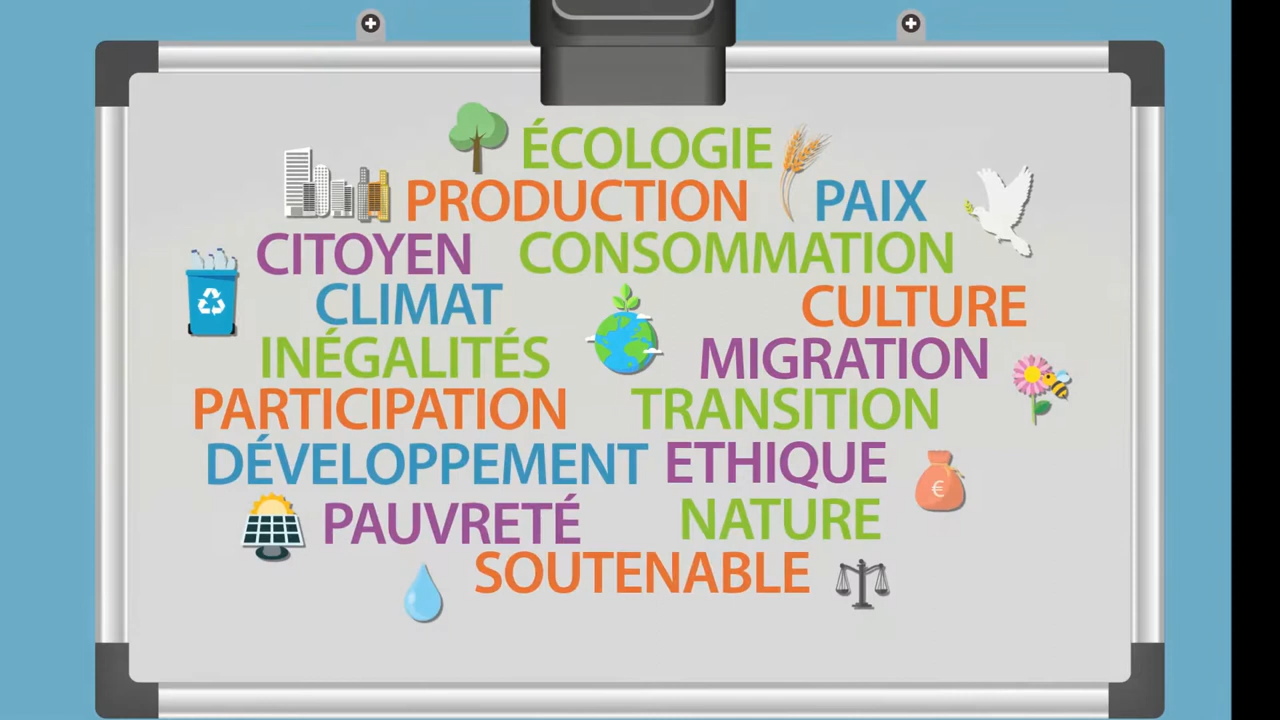 ÉCOLOGIE
PRODUCTION PAIX
CITOYEN CONSOMMATION
CLIMAT CULTURE
INÉGALITÉS MIGRATION
PARTICIPATION TRANSITION
DÉVELOPPEMENT ETHIQUE
€
PAUVRETÉ NATURE
SOUTENABLE